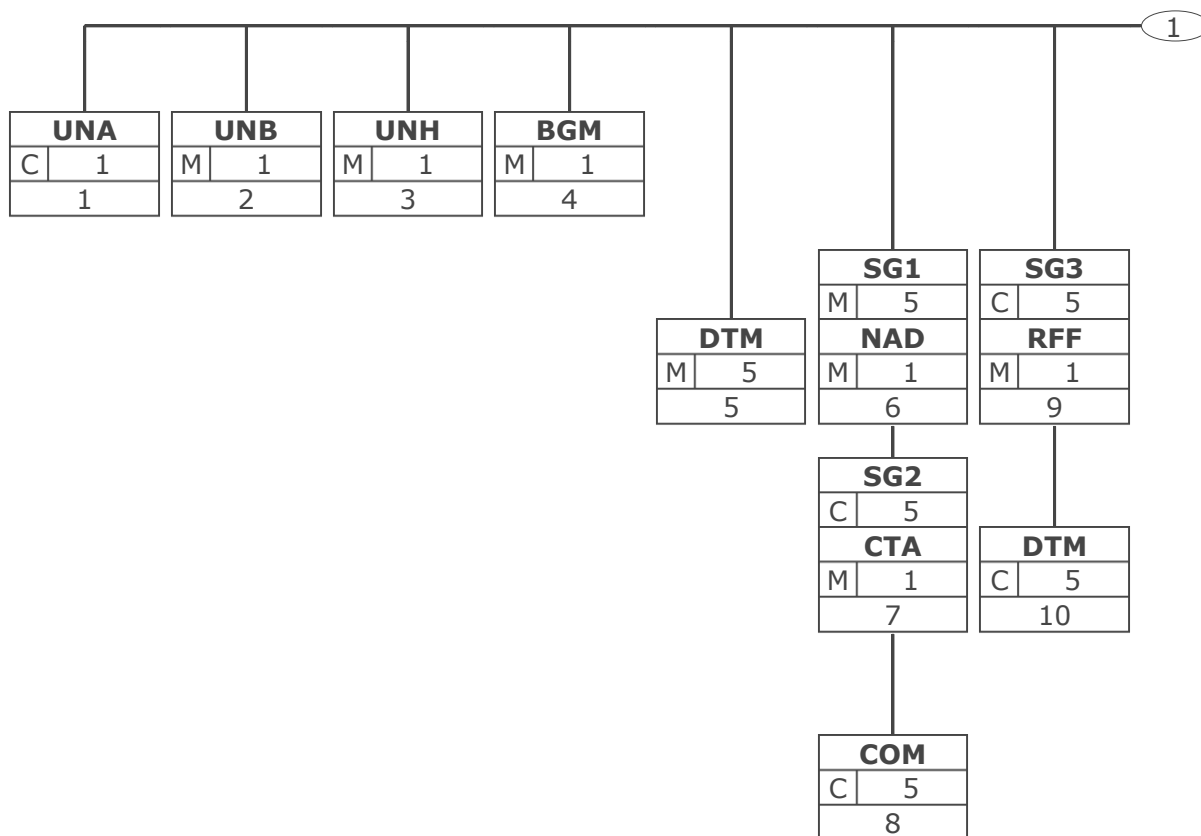 1
UNA UNB UNH BGM
C 1 M 1 M 1 M 1
1 2 3 4
SG1 SG3
M 5 C 5
DTM NAD RFF
M 5 M 1 M 1
5 6 9
SG2
C 5
CTA DTM
M 1 C 5
7 10
COM
C 5
8